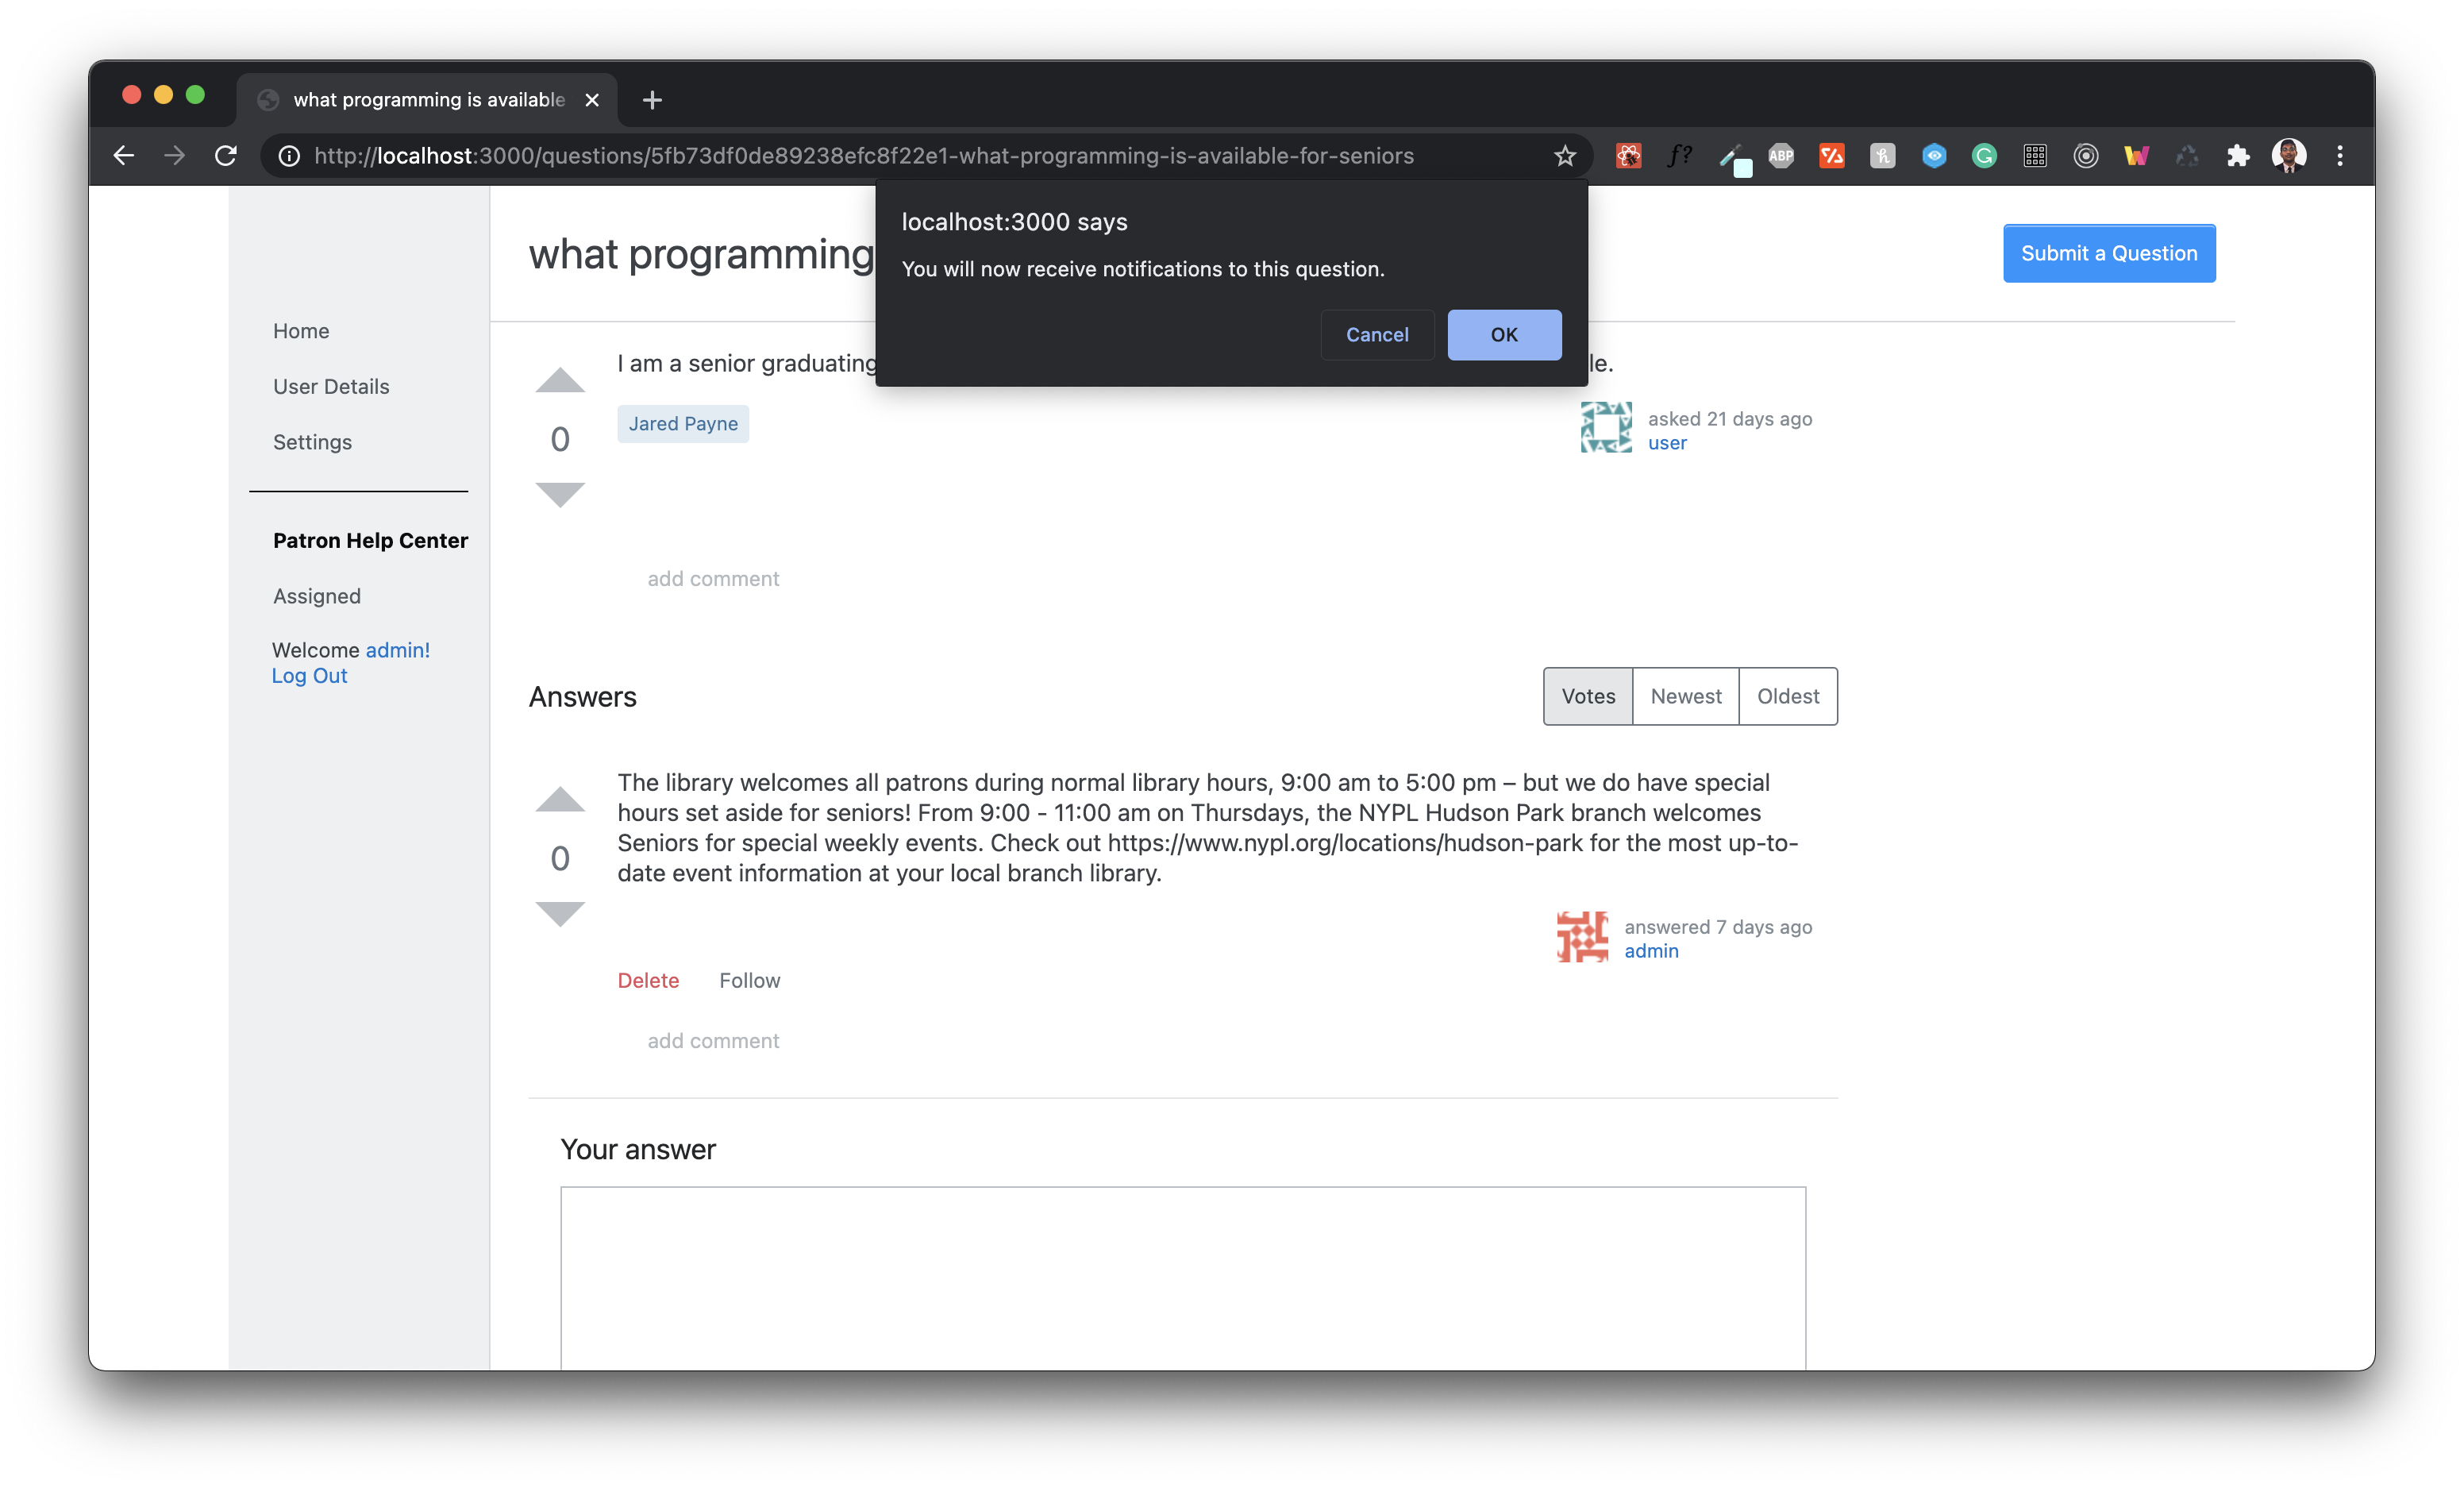 what programming is available
http://localhost:3000/questions/5fb73df0de89238efc8f22e1-what-programming-is-available-for-seniors
f?
ABP
localhost:3000 says
You will now receive notifications to this question.
Cancel
OK
what programming
Submit a Question
Home
User Details
Settings
Patron Help Center
Assigned
Welcome admin!
Log Out
I am a senior graduating
le.
0
Jared Payne
asked 21 days ago
user
add comment
Answers
Votes
Newest
Oldest
The library welcomes all patrons during normal library hours, 9:00 am to 5:00 pm – but we do have special
hours set aside for seniors! From 9:00 - 11:00 am on Thursdays, the NYPL Hudson Park branch welcomes
Seniors for special weekly events. Check out https://www.nypl.org/locations/hudson-park for the most up-to-
date event information at your local branch library.
0
answered 7 days ago
admin
Delete
Follow
add comment
Your answer